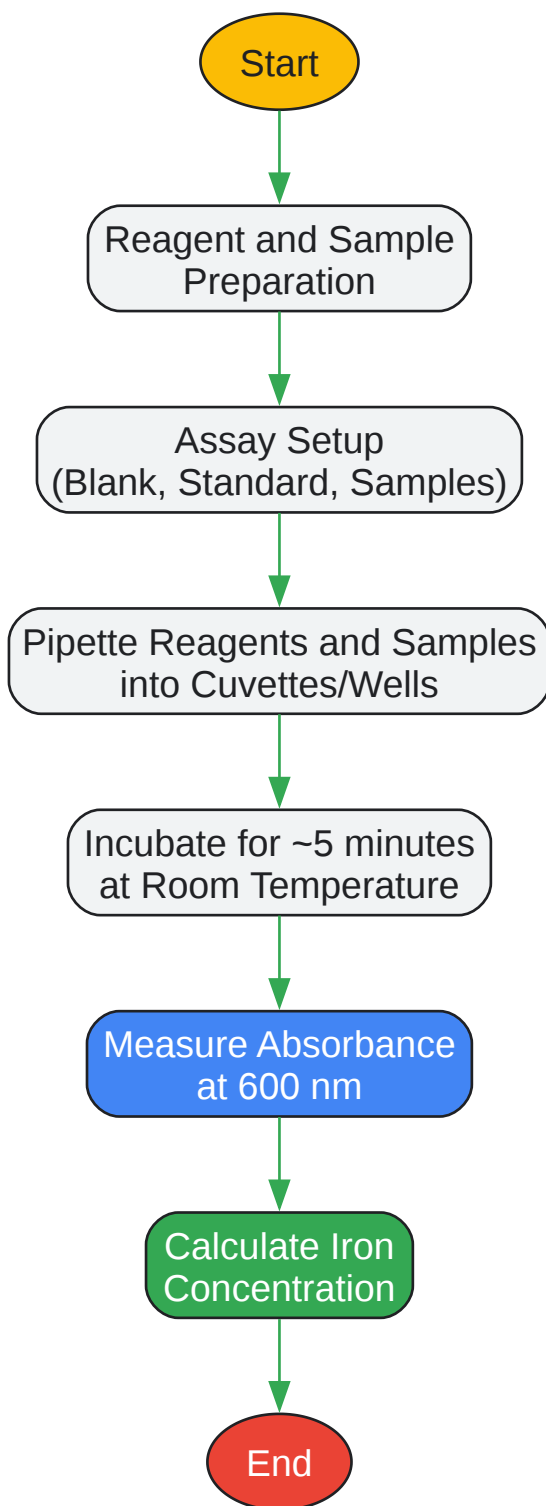 Start
Reagent and Sample
Preparation
Assay Setup
(Blank, Standard, Samples)
Pipette Reagents and Samples
into Cuvettes/Wells
Incubate for ~5 minutes
at Room Temperature
Measure Absorbance
at 600 nm
Calculate Iron
Concentration
End